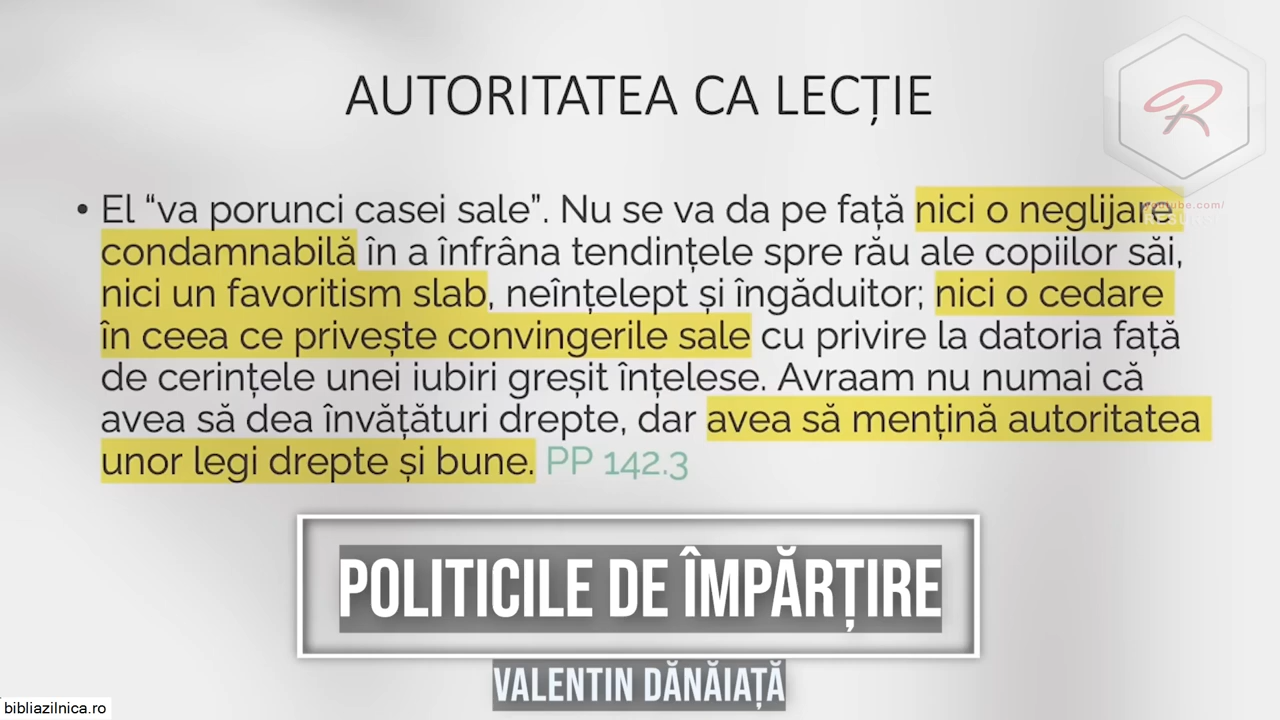 AUTORITATEA CA LECȚIE
youtube.com/
• El “va porunci casei sale”. Nu se va da pe față nici o neglijare
condamnabilă în a înfrâna tendințele spre rău ale copiilor săi,
nici un favoritism slab, neînțelept și îngăduitor; nici o cedare
în ceea ce privește convingerile sale cu privire la datoria față
de cerințele unei iubiri greșit înțelese. Avraam nu numai că
avea să dea învățături drepte, dar avea să mențină autoritatea
unor legi drepte și bune. PP 142.3
POLITICILE DE ÎMPĂRȚIRE
VALENTIN DĂNĂIAȚĂ
bibliazilnica.ro